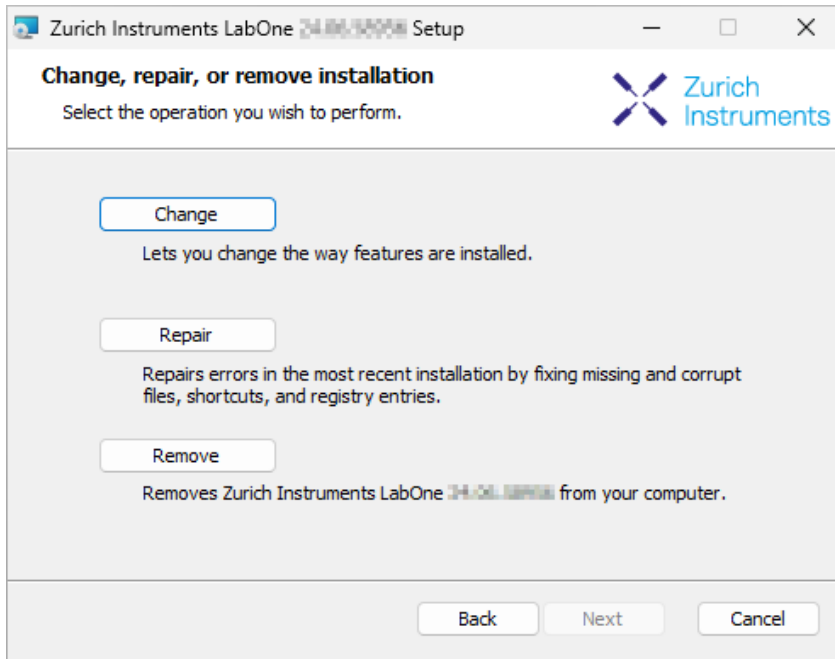 Zurich Instruments LabOne Setup
Change, repair, or remove installation
Select the operation you wish to perform.
Zurich
Instruments
Change
Lets you change the way features are installed.
Repair
Repairs errors in the most recent installation by fixing missing and corrupt
files, shortcuts, and registry entries.
Remove
Removes Zurich Instruments LabOne from your computer.
Back
Next
Cancel